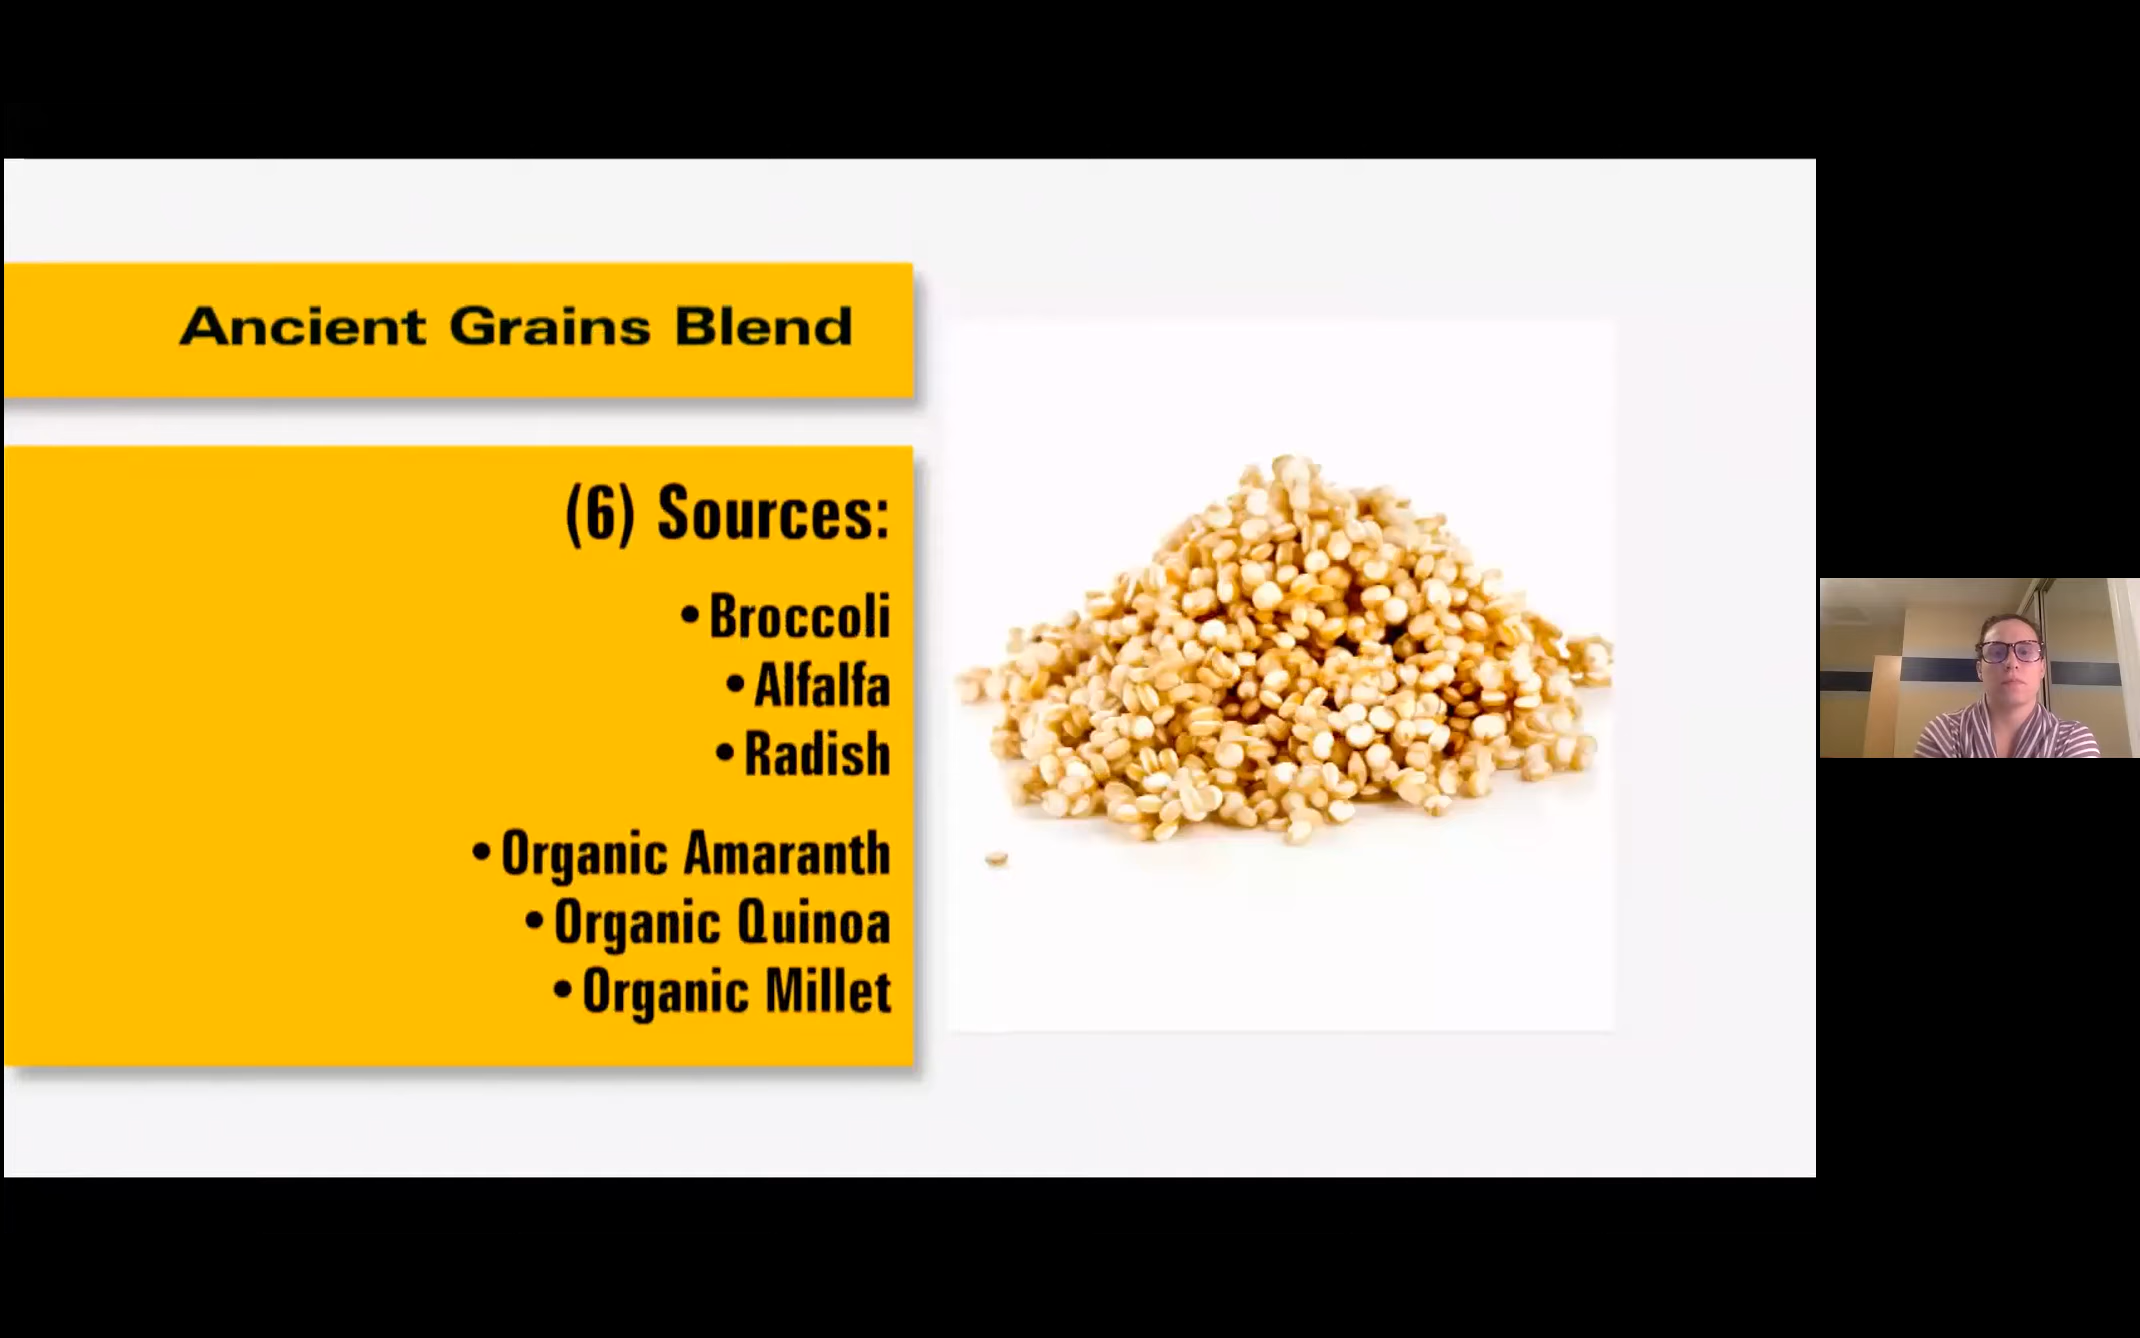 Ancient Grains Blend
(6) Sources:
• Broccoli
• Alfalfa
• Radish
• Organic Amaranth
• Organic Quinoa
• Organic Millet